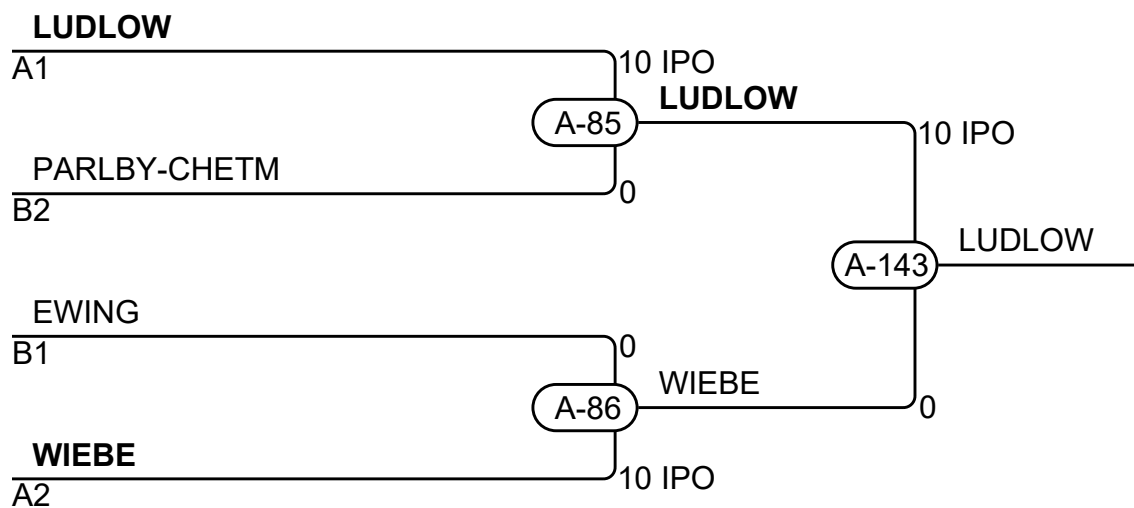 LUDLOW
A1
10 IPO
A-85
LUDLOW
PARLBY-CHETM
B2
0
10 IPO
A-143
LUDLOW
EWING
B1
0
A-86
WIEBE
0
WIEBE
A2
10 IPO